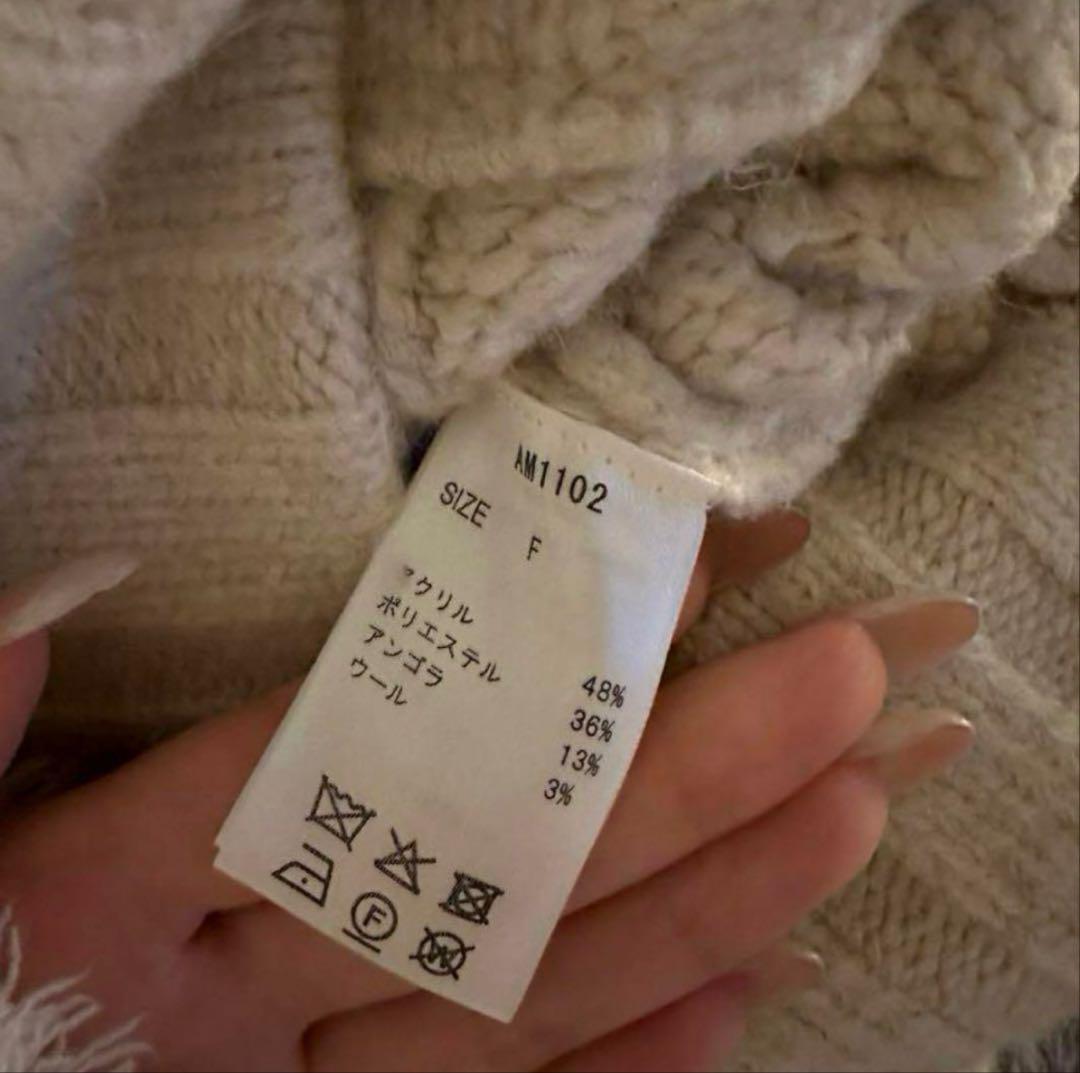 AM1102
SIZE
F
アクリル 48%
ポリエステル 36%
アンゴラ 13%
ウール 3%
F
W